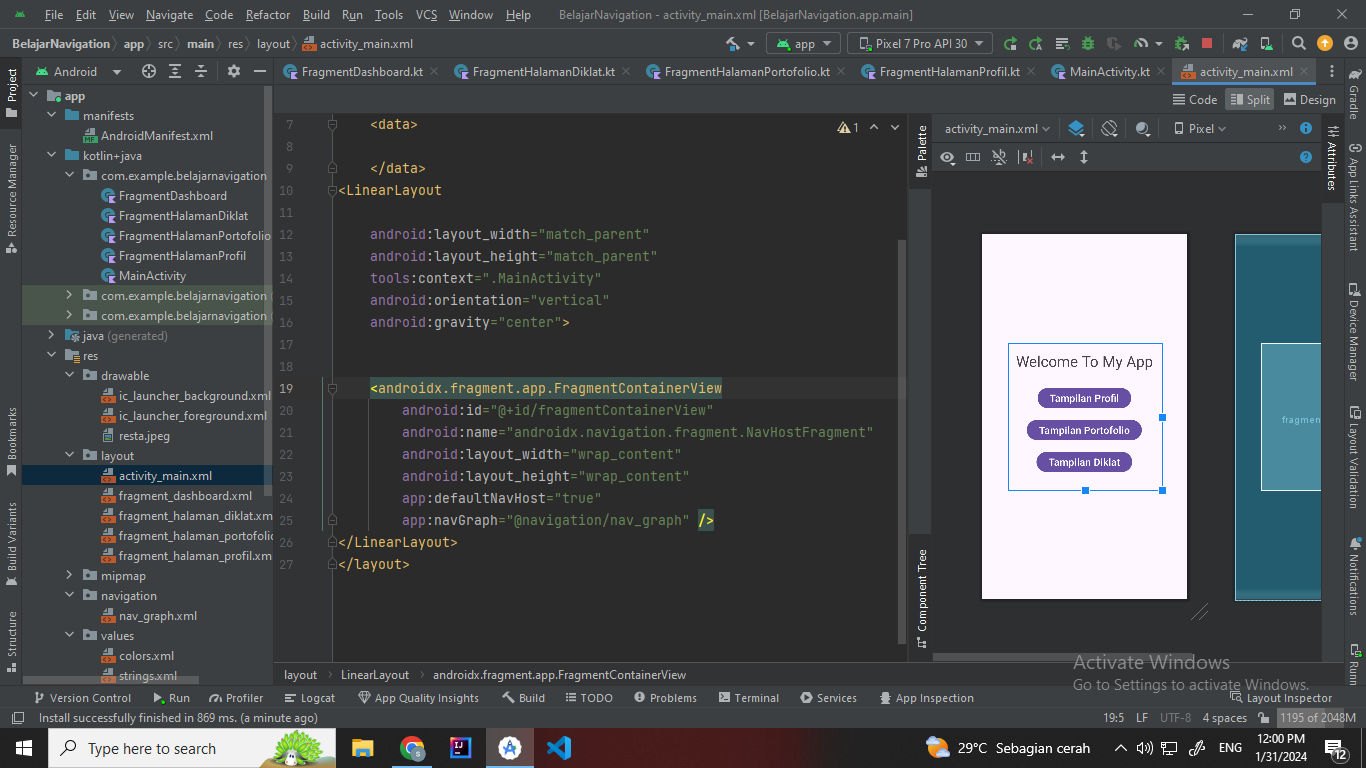 File Edit View Navigate Code Refactor Build Run Tools VCS Window Help BelajarNavigation - activity_main.xml [BelajarNavigation.app.main]
BelajarNavigation app src main res layout activity_main.xml app Pixel 7 Pro API 30
Project
Android
FragmentDashboard.kt FragmentHalamanDiklat.kt FragmentHalamanPortofolio.kt FragmentHalamanProfil.kt MainActivity.kt activity_main.xml
Code Split Design
Resource Manager
Bookmarks
Build Variants
Structure
app
manifests
AndroidManifest.xml
kotlin+java
com.example.belajarnavigation
FragmentDashboard
FragmentHalamanDiklat
FragmentHalamanPortofolio
FragmentHalamanProfil
MainActivity
com.example.belajarnavigation
com.example.belajarnavigation
java (generated)
res
drawable
ic_launcher_background.xml
ic_launcher_foreground.xml
resta.jpeg
layout
activity_main.xml
fragment_dashboard.xml
fragment_halaman_diklat.xm
fragment_halaman_portofolio
fragment_halaman_profil.xm
mipmap
navigation
nav_graph.xml
values
colors.xml
strings.xml
1
7 <data>
8
9 </data>
10 <LinearLayout
11
12 android:layout_width="match_parent"
13 android:layout_height="match_parent"
14 tools:context=".MainActivity"
15 android:orientation="vertical"
16 android:gravity="center">
17
18
19 <androidx.fragment.app.FragmentContainerView
20 android:id="@+id/fragmentContainerView"
21 android:name="androidx.navigation.fragment.NavHostFragment"
22 android:layout_width="wrap_content"
23 android:layout_height="wrap_content"
24 app:defaultNavHost="true"
25 app:navGraph="@navigation/nav_graph" />
26 </LinearLayout>
27 </layout>
layout LinearLayout androidx.fragment.app.FragmentContainerView
Palette
Component Tree
activity_main.xml Pixel
Welcome To My App
Tampilan Profil
Tampilan Portofolio
Tampilan Diklat
fragmen
Attributes
Gradle
App Links Assistant
Device Manager
Layout Validation
Notifications
Run
Activate Windows
Go to Settings to activate Windows.
Version Control Run Profiler Logcat App Quality Insights Build TODO Problems Terminal Services App Inspection Layout Inspector
Install successfully finished in 869 ms. (a minute ago) 19:5 LF UTF-8 4 spaces 1195 of 2048M
Type here to search
29°C Sebagian cerah ENG
12:00 PM
1/31/2024
12